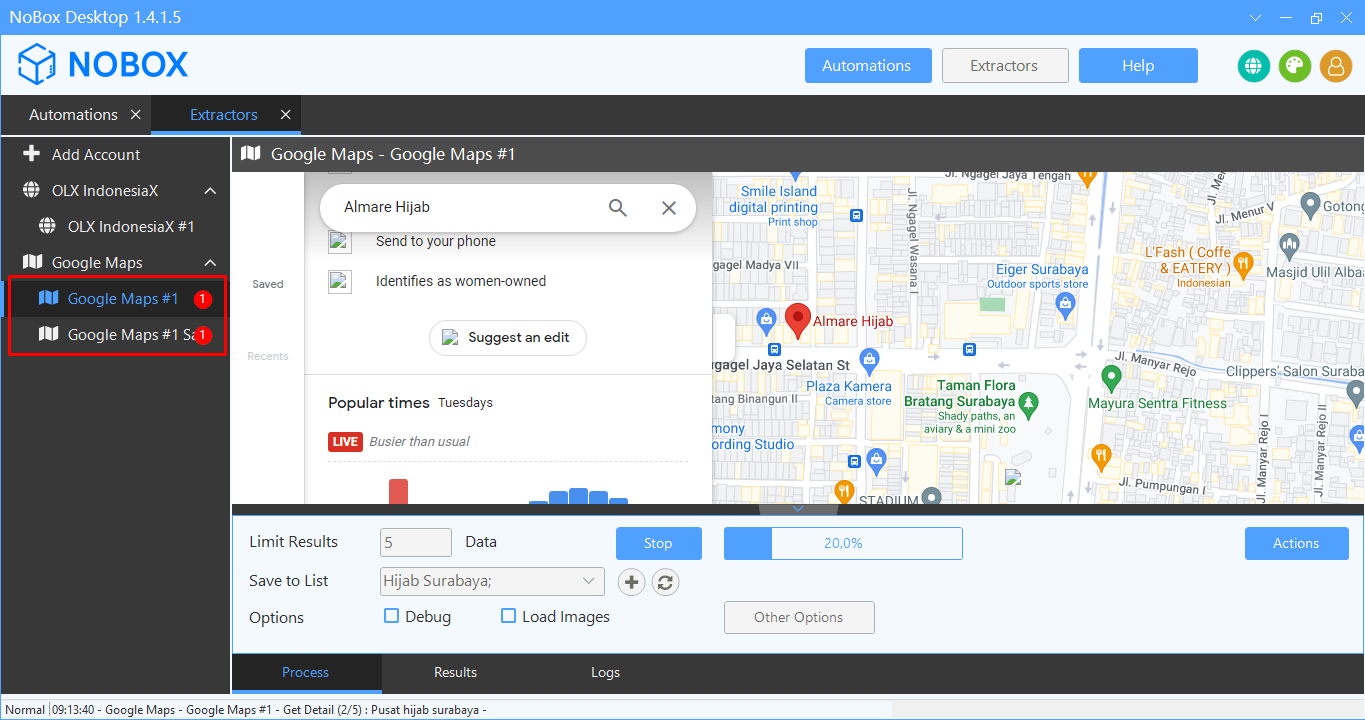 NoBox Desktop 1.4.1.5
NOBOX
Automations
Extractors
Help
Automations
Extractors
Add Account
OLX IndonesiaX
OLX IndonesiaX #1
Google Maps
Google Maps #1
1
Google Maps #1 Sa
1
Google Maps - Google Maps #1
Saved
Recents
Almare Hijab
Send to your phone
Identifies as women-owned
Suggest an edit
Popular times Tuesdays
LIVE Busier than usual
Jl. Ngagel Jaya Tengah
Smile Island
digital printing
Print shop
Jl. Ngagel Wasana I
Jl. Menur V
Gotong
ngagel Madya VII
L'Fash ( Coffe
& EATERY )
Indonesian
Masjid Ulil Albab
Eiger Surabaya
Outdoor sports store
Almare Hijab
Ngagel Jaya Selatan St
Jl. Manyar Rejo
Plaza Kamera
Camera store
Clippers' Salon Suraba
tang Binangun II
Taman Flora
Bratang Surabaya
Shady paths, an
aviary & a mini zoo
Mayura Sentra Fitness
mony
ording Studio
Jl. Manyar Rejo I
Jl. Manyar Rejo II
Jl. Pumpungan I
STADIUM
Limit Results
5
Data
Stop
20,0%
Actions
Save to List
Hijab Surabaya;
Options
Debug
Load Images
Other Options
Process
Results
Logs
Normal 09:13:40 - Google Maps - Google Maps #1 - Get Detail (2/5) : Pusat hijab surabaya -